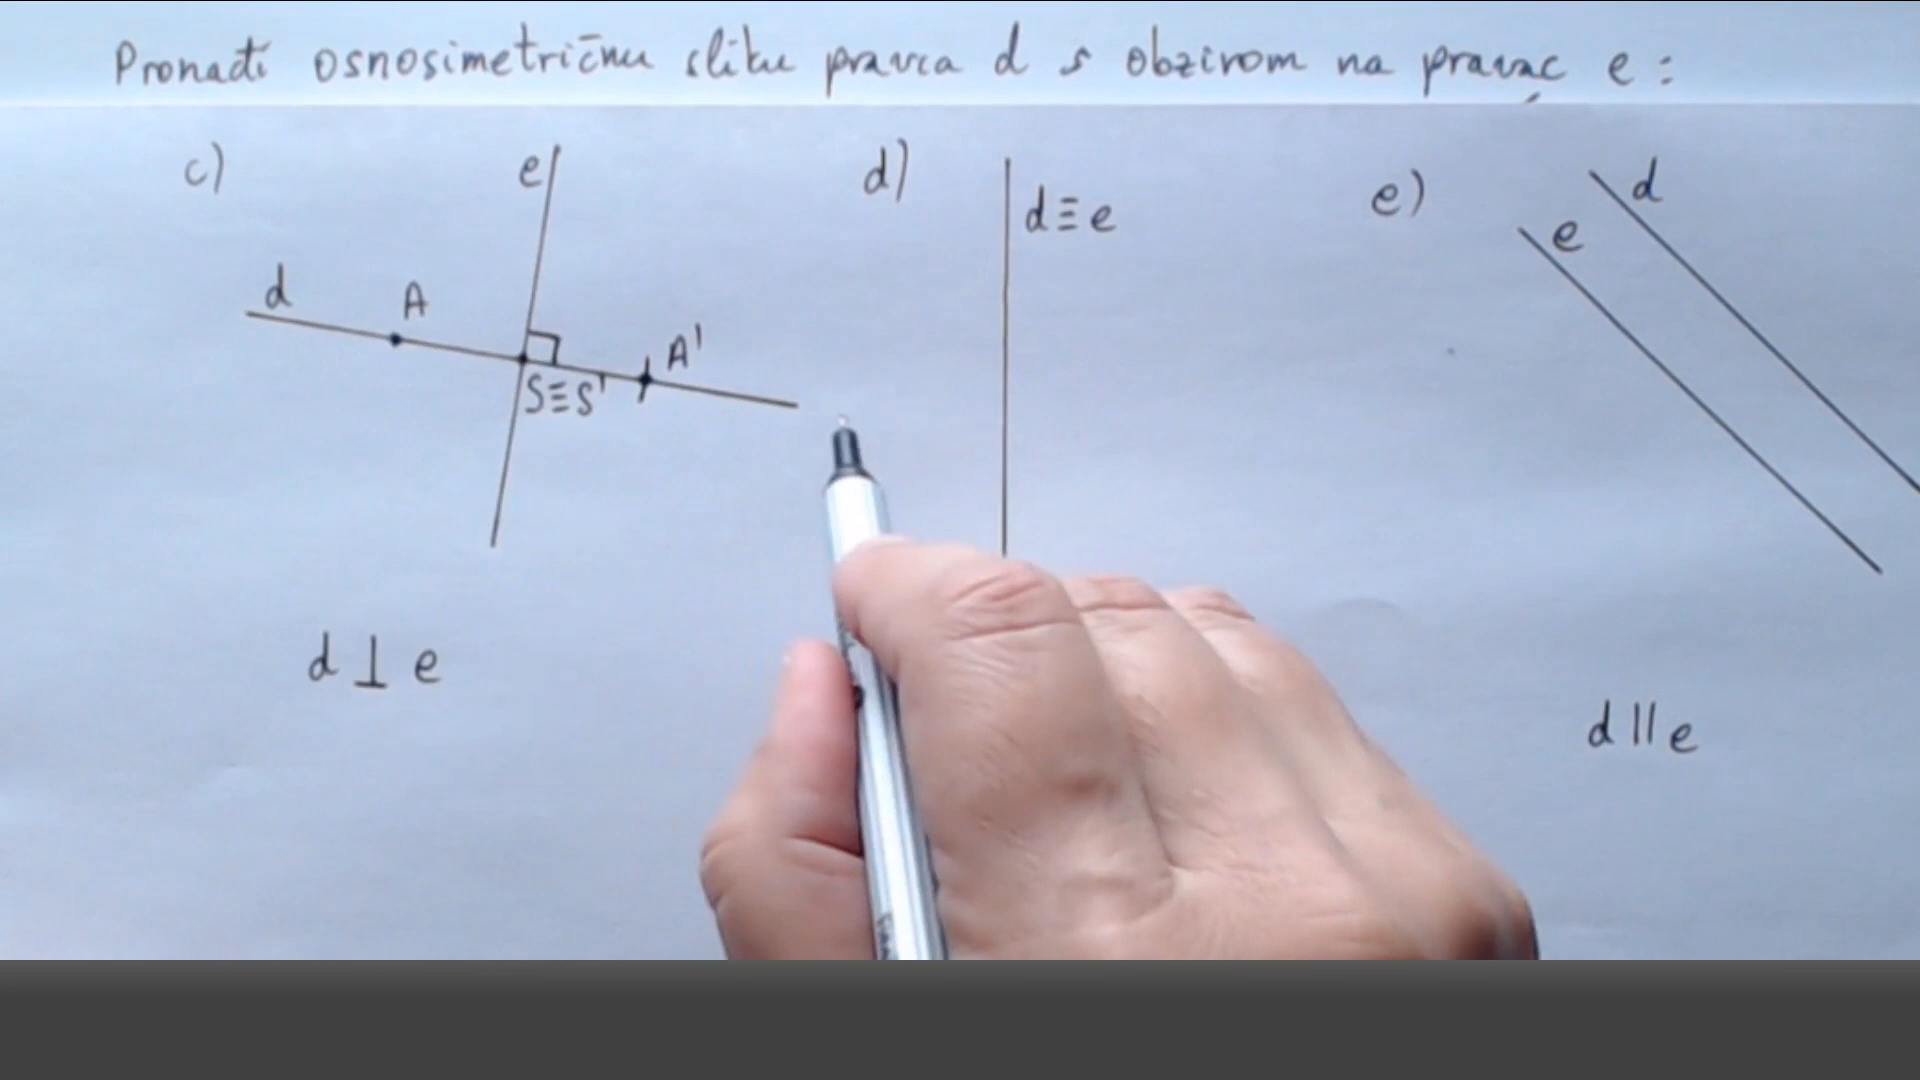 Pronaći osnosimetričnu sliku pravca d s obzirom na pravac e :
c)
e
d
A
S≡S'
A'
d ⊥ e
d)
d≡e
e)
d
e
d || e